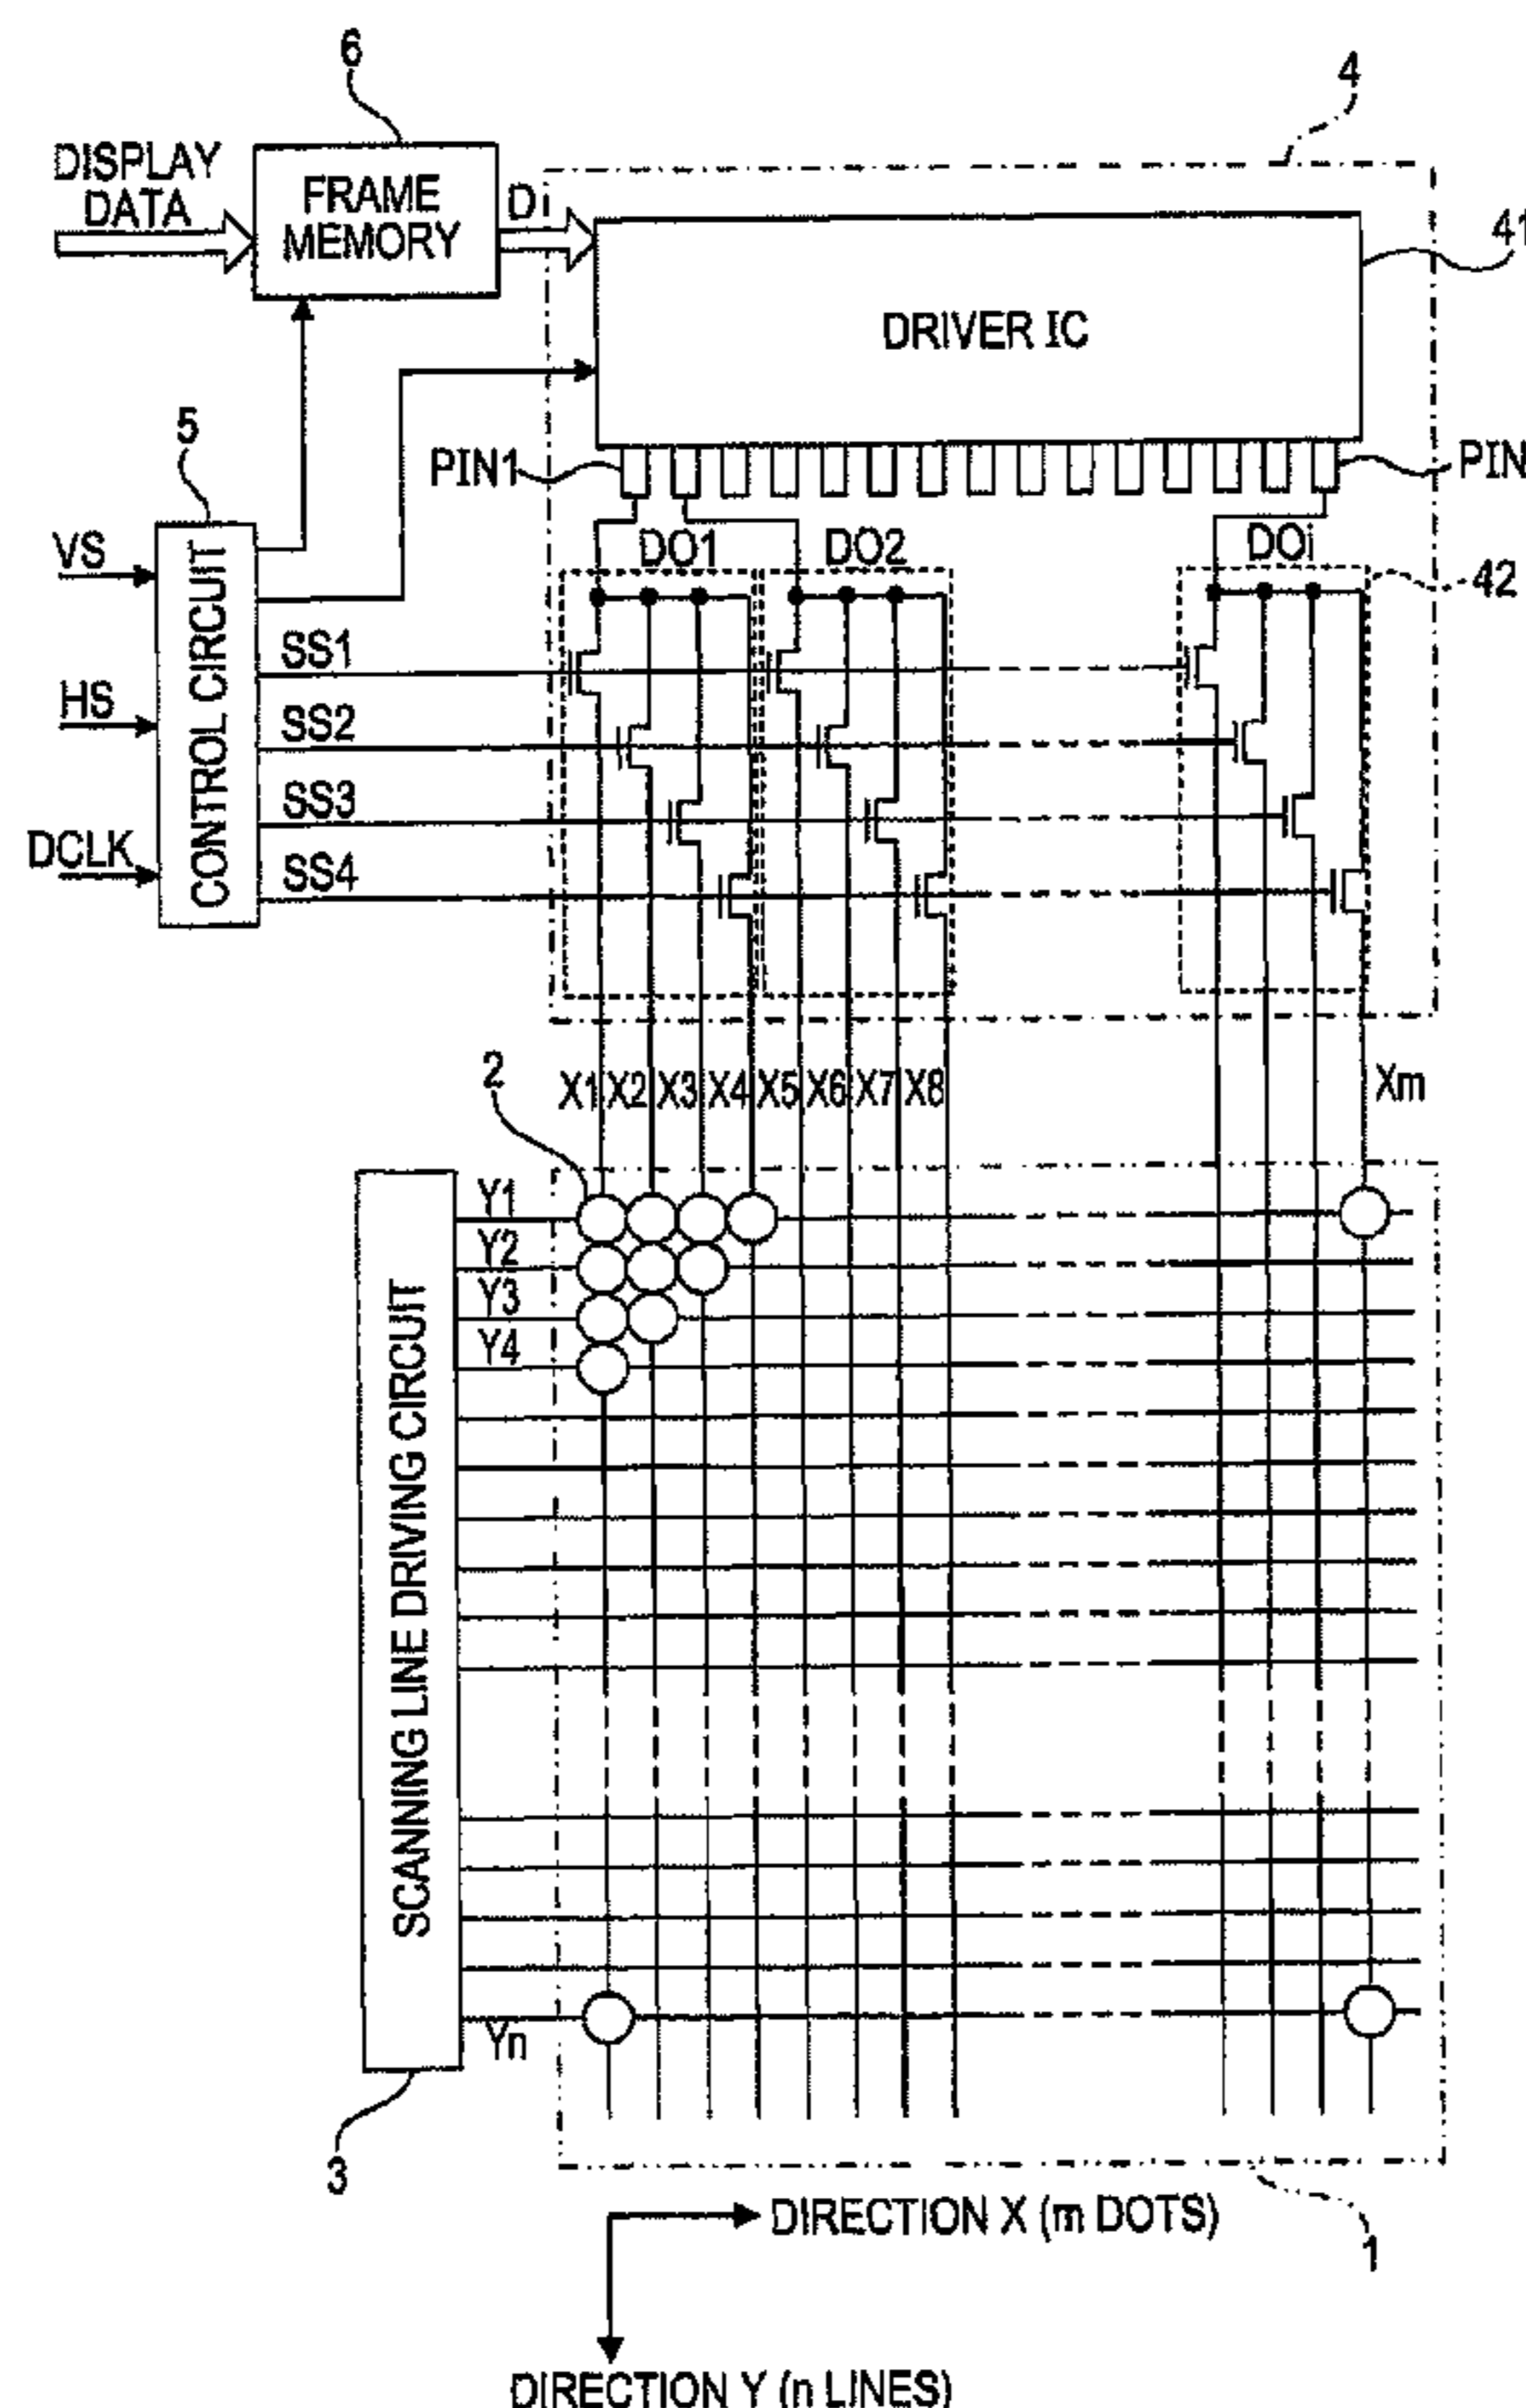 6
4
DISPLAY
DATA
FRAME
MEMORY
D
41
DRIVER IC
5
PIN1
PIN
VS
DO1
DO2
DOi
42
CONTROL CIRCUIT
SS1
HS
SS2
SS3
DCLK
SS4
2
X1
X2
X3
X4
X5
X6
X7
X8
Xm
Y1
Y2
Y3
Y4
SCANNING LINE DRIVING CIRCUIT
Yn
3
DIRECTION X (m DOTS)
1
DIRECTION Y (n LINES)